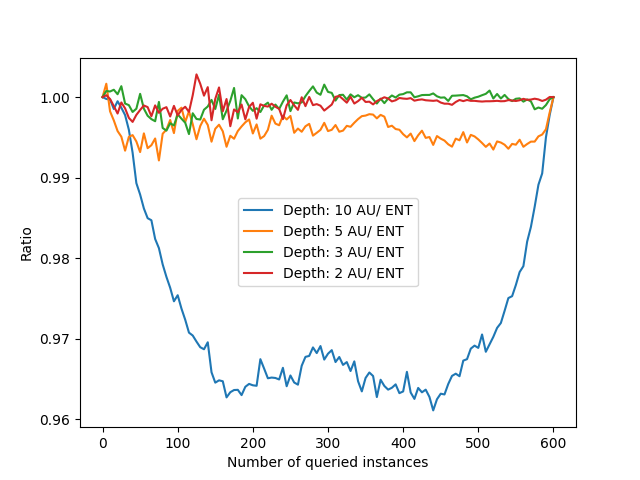 1.00
0.99
0.98
0.97
0.96
Ratio
Depth: 10 AU/ ENT
Depth: 5 AU/ ENT
Depth: 3 AU/ ENT
Depth: 2 AU/ ENT
0 100 200 300 400 500 600
Number of queried instances